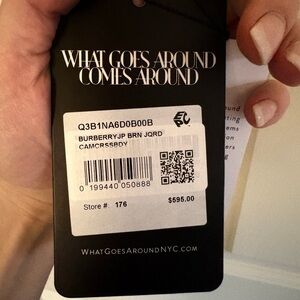 WHAT GOES AROUND
COMES AROUND
Q3B1NA6D0B00B
BURBERRYJP BRN JQRD
CAMCRSSBDY
0 199440 050888
Store #: 176
$595.00
WHATGOESAROUNDNYC.COM